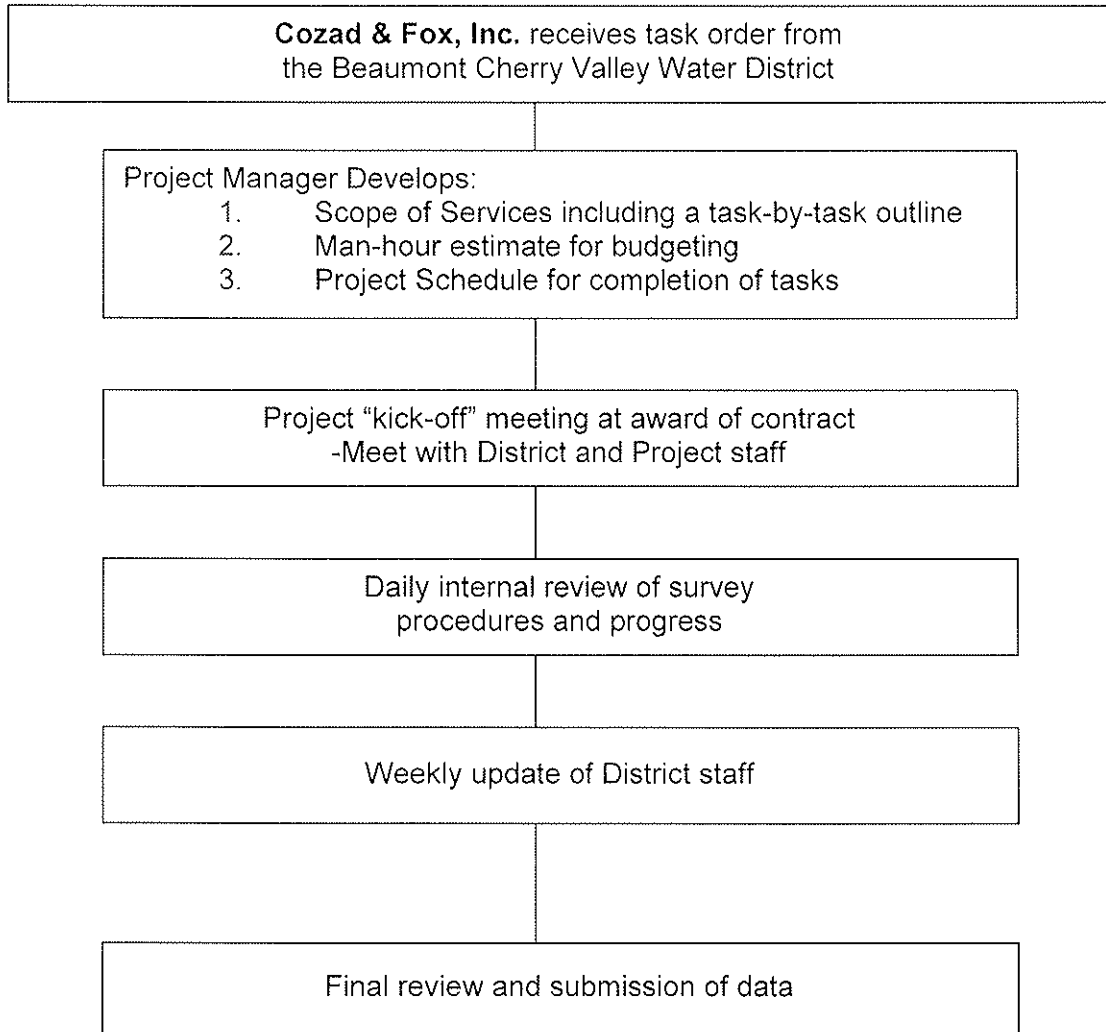 Cozad & Fox, Inc. receives task order from
the Beaumont Cherry Valley Water District
Project Manager Develops:
1. Scope of Services including a task-by-task outline
2. Man-hour estimate for budgeting
3. Project Schedule for completion of tasks
Project “kick-off” meeting at award of contract
-Meet with District and Project staff
Daily internal review of survey
procedures and progress
Weekly update of District staff
Final review and submission of data